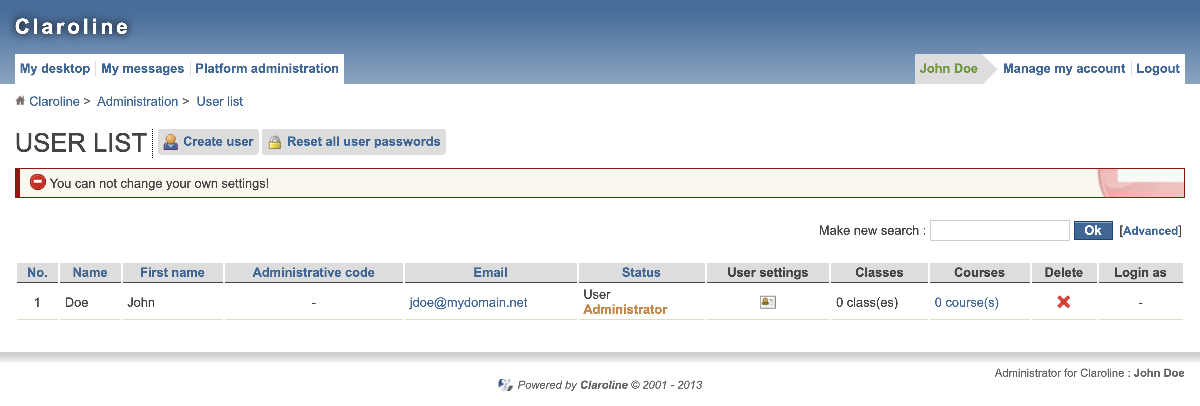 Claroline
My desktop My messages Platform administration John Doe Manage my account Logout
Claroline > Administration > User list
USER LIST Create user Reset all user passwords
You can not change your own settings!
Make new search : Ok [Advanced]
No. Name First name Administrative code Email Status User settings Classes Courses Delete Login as
1 Doe John - jdoe@mydomain.net User Administrator 0 class(es) 0 course(s) -
Administrator for Claroline : John Doe
Powered by Claroline © 2001 - 2013